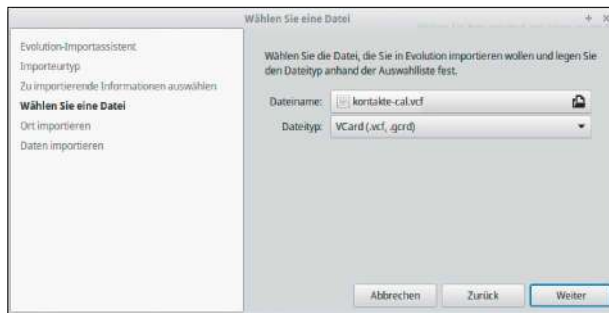 Wählen Sie eine Datei
Evolution-Importassistent
Importeurtyp
Zu importierende Informationen auswählen
Wählen Sie eine Datei
Ort importieren
Daten importieren
Wählen Sie die Datei, die Sie in Evolution importieren wollen und legen Sie
den Dateityp anhand der Auswahlliste fest.
Dateiname: kontakte-cal.vcf
Dateityp: VCard (.vcf, .gcrd)
Abbrechen Zurück Weiter